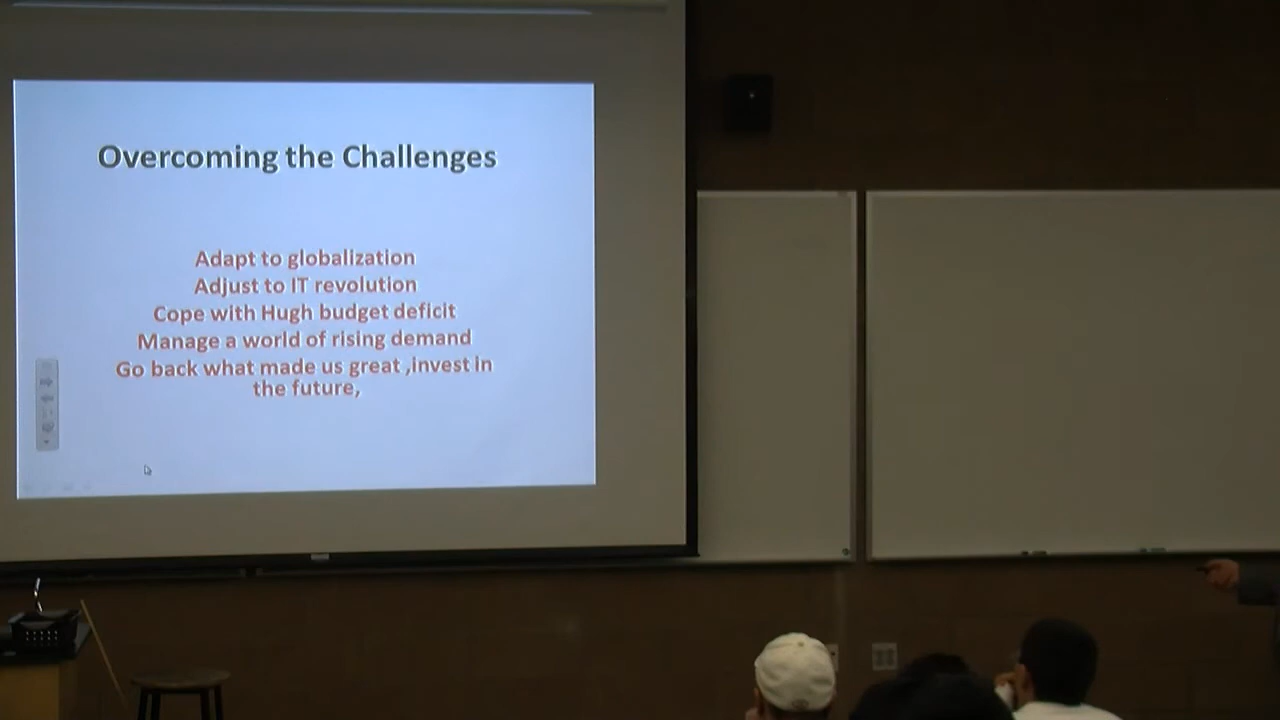 Overcoming the Challenges
Adapt to globalization
Adjust to IT revolution
Cope with Hugh budget deficit
Manage a world of rising demand
Go back what made us great ,invest in
the future,